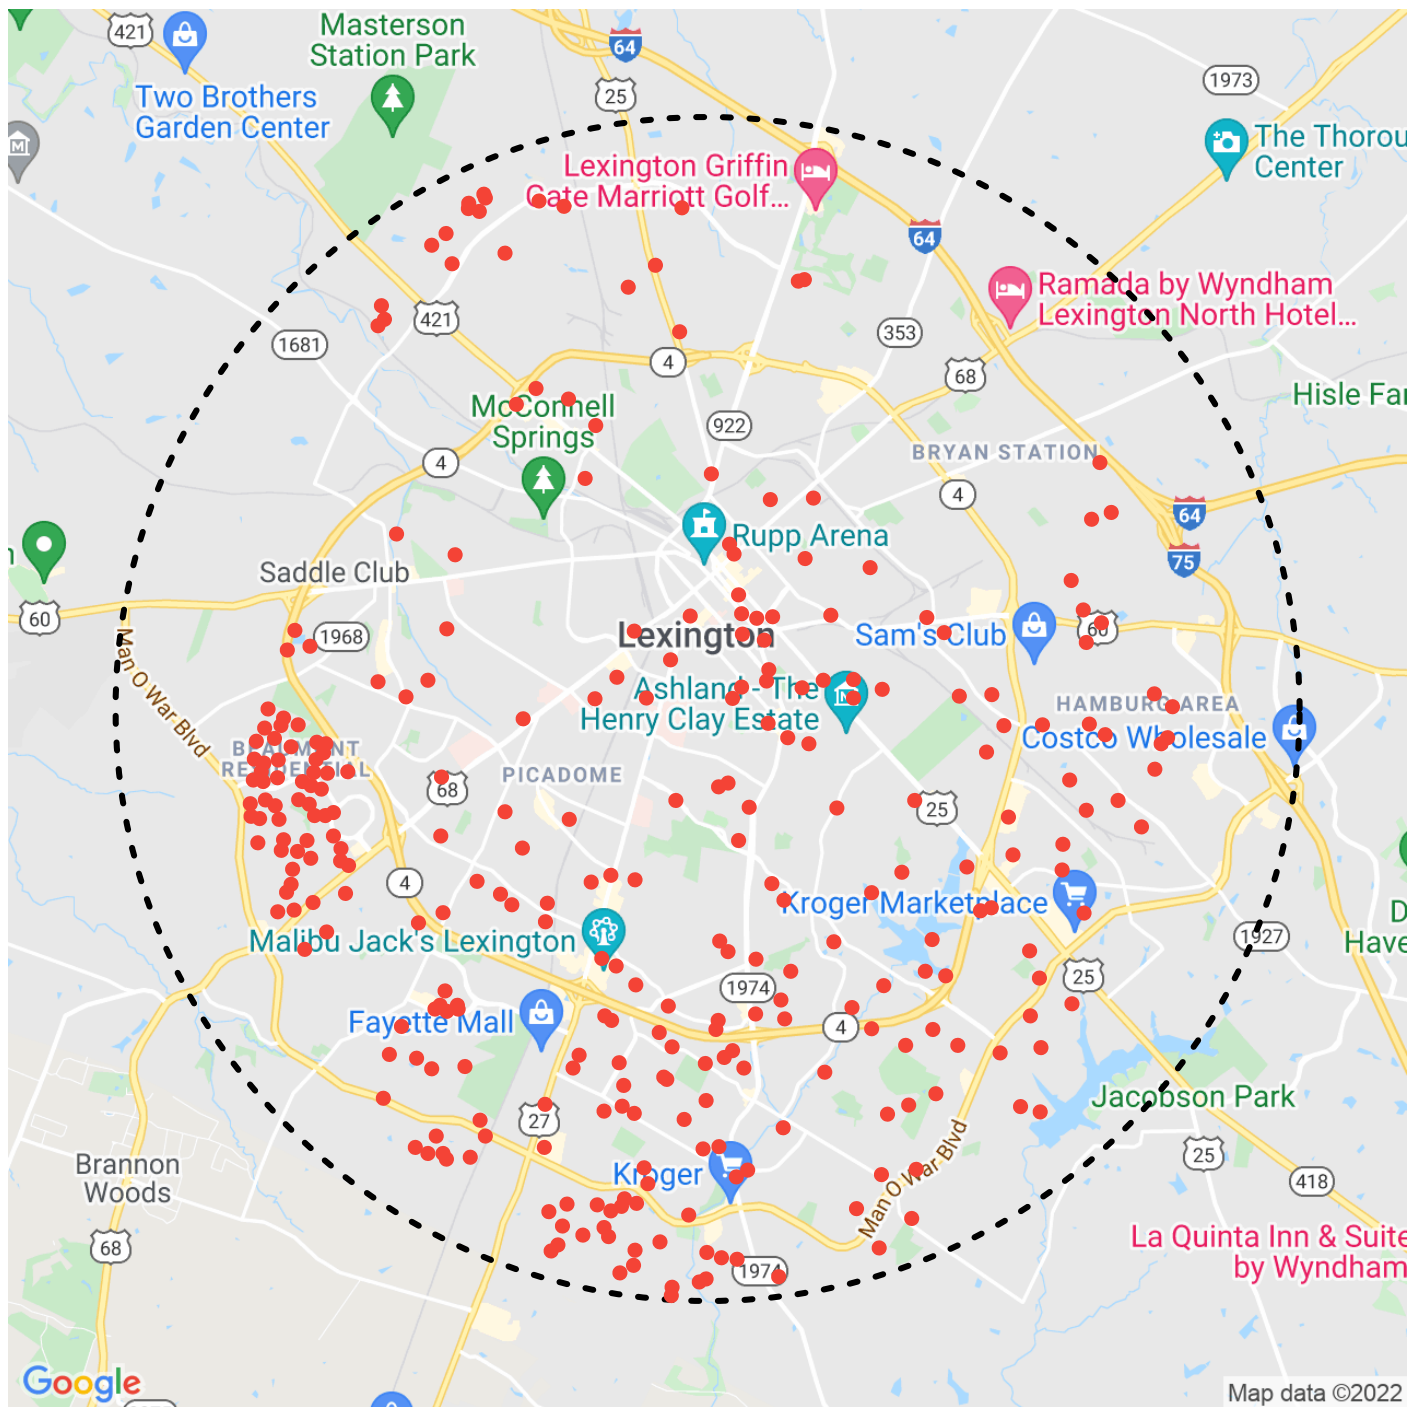 421
Masterson
Station Park
64
25
1973
Two Brothers
Garden Center
The Thorou
Center
Lexington Griffin
Gate Marriott Golf...
64
Ramada by Wyndham
Lexington North Hotel...
421
1681
4
353
68
Hisle Far
McConnell
Springs
922
4
BRYAN STATION
4
64
Rupp Arena
75
Saddle Club
n
60
1968
Lexington
Sam's Club
60
Man O War Blvd
Ashland - The
Henry Clay Estate
HAMBURG AREA
Costco Wholesale
BEAUMONT
RESIDENTIAL
PICADOME
68
25
4
Kroger Marketplace
D
Have
1927
Malibu Jack's Lexington
25
1974
Fayette Mall
4
Jacobson Park
27
25
Man O War Blvd
Brannon
Woods
Kroger
418
68
La Quinta Inn & Suite
by Wyndham
1974
Google
Map data ©2022